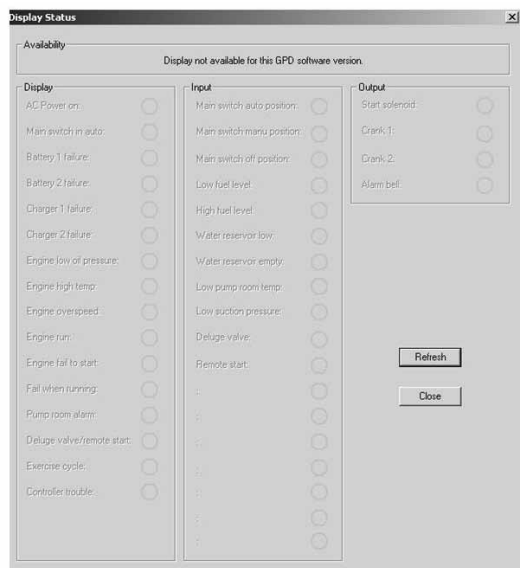 Display Status
Availability
Display not available for this GPD software version.
Display
AC Power on:
Main switch in auto:
Battery 1 failure:
Battery 2 failure:
Charger 1 failure:
Charger 2 failure:
Engine low oil pressure:
Engine high temp:
Engine overspeed:
Engine run:
Engine fail to start:
Fail when running:
Pump room alarm:
Deluge valve/remote start:
Exercise cycle:
Controller trouble:
Input
Main switch auto position:
Main switch manu position:
Main switch off position:
Low fuel level:
High fuel level:
Water reservoir low:
Water reservoir empty:
Low pump room temp:
Low suction pressure:
Deluge valve:
Remote start:
:
:
:
:
:
:
:
Output
Start solenoid:
Crank 1:
Crank 2:
Alarm bell:
Refresh
Close